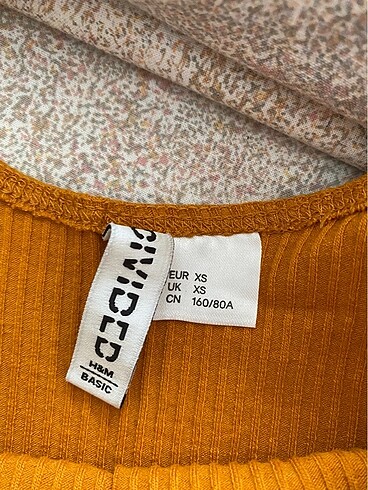 DIVIDED
H&M
BASIC
EUR XS
UK XS
CN 160/80A